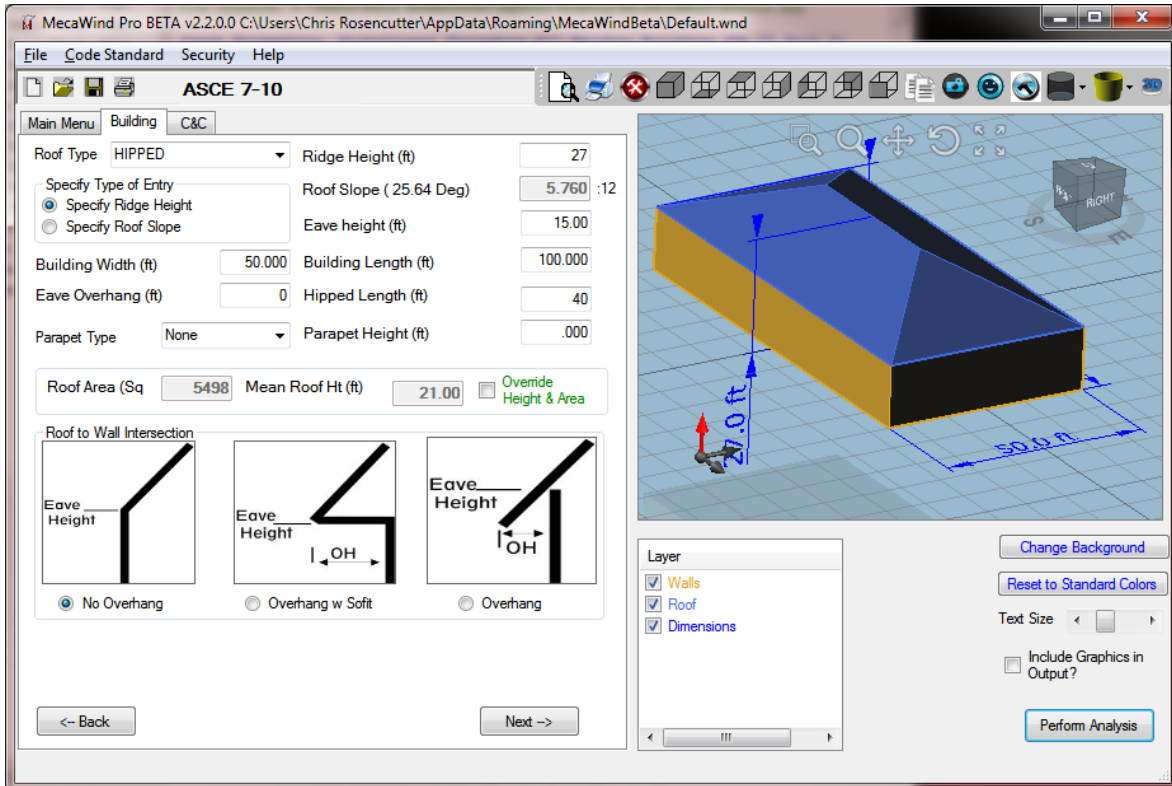 MecaWind Pro BETA v2.2.0.0 C:\Users\Chris Rosencutter\AppData\Roaming\MecaWindBeta\Default.wnd
File Code Standard Security Help
ASCE 7-10
Main Menu Building C&C
Roof Type HIPPED
Ridge Height (ft) 27
Specify Type of Entry
Specify Ridge Height
Specify Roof Slope
Roof Slope ( 25.64 Deg) 5.760 :12
Eave height (ft) 15.00
Building Width (ft) 50.000 Building Length (ft) 100.000
Eave Overhang (ft) 0 Hipped Length (ft) 40
Parapet Type None Parapet Height (ft) .000
Roof Area (Sq 5498 Mean Roof Ht (ft) 21.00
Override
Height & Area
Roof to Wall Intersection
Eave
Height
Eave
Height
OH
Eave
Height
OH
No Overhang Overhang w Sofit Overhang
<-- Back Next -->
3D
RIGHT
S
E
27.0 ft
50.0 ft
Layer
Walls
Roof
Dimensions
Change Background
Reset to Standard Colors
Text Size
Include Graphics in
Output?
Perform Analysis